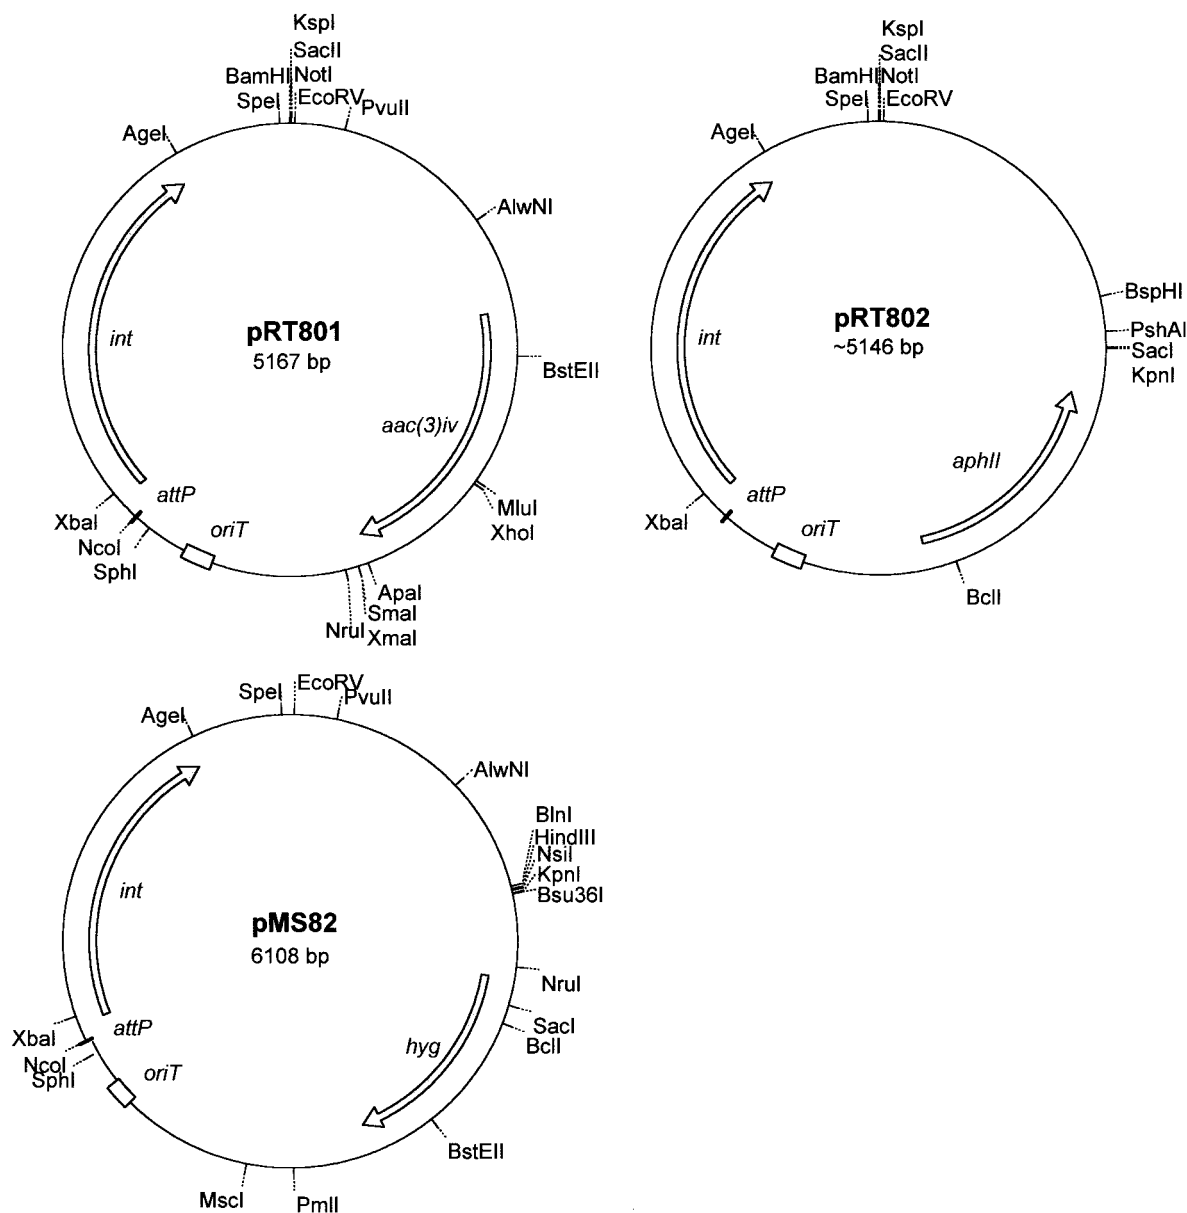 KspI
SacII
BamHI NotI
SpeI EcoRV PvuII
AgeI
AlwNI
int
pRT801
5167 bp
BstEII
aac(3)iv
attP
XbaI
NcoI
SphI
oriT
MluI
XhoI
ApaI
SmaI
NruI XmaI
KspI
SacII
BamHI NotI
SpeI EcoRV
AgeI
BspHI
int
pRT802
~5146 bp
PshAI
SacI
KpnI
aphII
attP
XbaI
oriT
BclI
SpeI EcoRV
PvuII
AgeI
AlwNI
BlnI
HindIII
NsiI
KpnI
Bsu36I
int
pMS82
6108 bp
NruI
SacI
BclI
hyg
attP
XbaI
NcoI
SphI
oriT
BstEII
MscI
PmlI